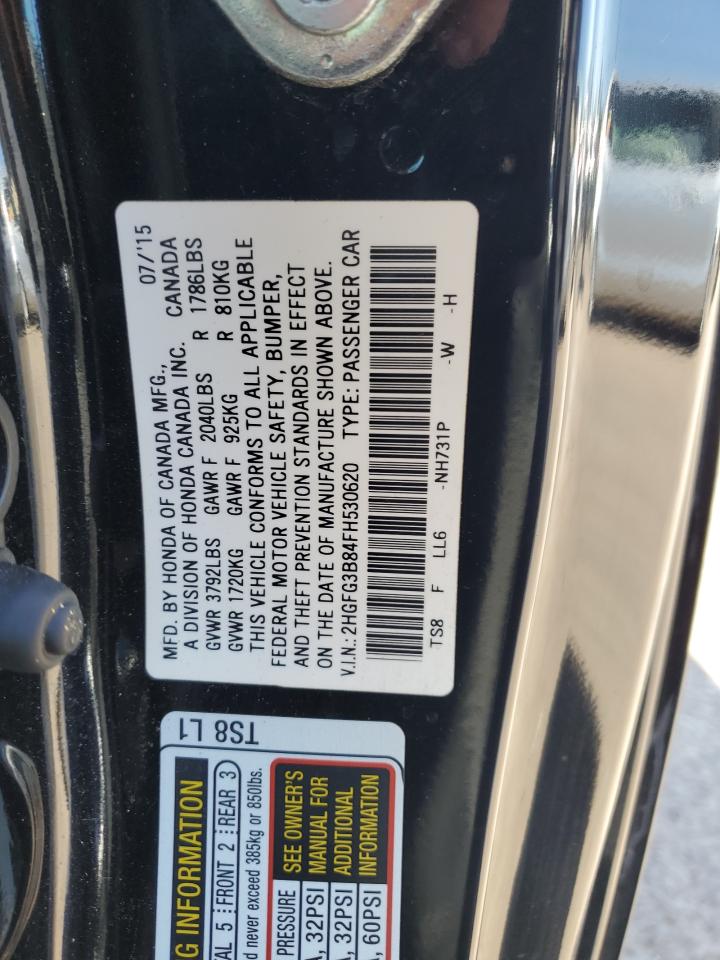 MFD. BY HONDA OF CANADA MFG., 07/'15
A DIVISION OF HONDA CANADA INC. CANADA
GVWR 3792LBS GAWR F 2040LBS R 1786LBS
GVWR 1720KG GAWR F 925KG R 810KG
THIS VEHICLE CONFORMS TO ALL APPLICABLE
FEDERAL MOTOR VEHICLE SAFETY, BUMPER,
AND THEFT PREVENTION STANDARDS IN EFFECT
ON THE DATE OF MANUFACTURE SHOWN ABOVE.
V.I.N.: 2HGFG3B84FH530620 TYPE: PASSENGER CAR
TS8 F LL6 -NH731P -W -H
TS8 L1
G INFORMATION
TAL 5 FRONT 2 REAR 3
d never exceed 385kg or 850lbs.
PRESSURE
, 32PSI
, 32PSI
, 60PSI
SEE OWNER'S
MANUAL FOR
ADDITIONAL
INFORMATION